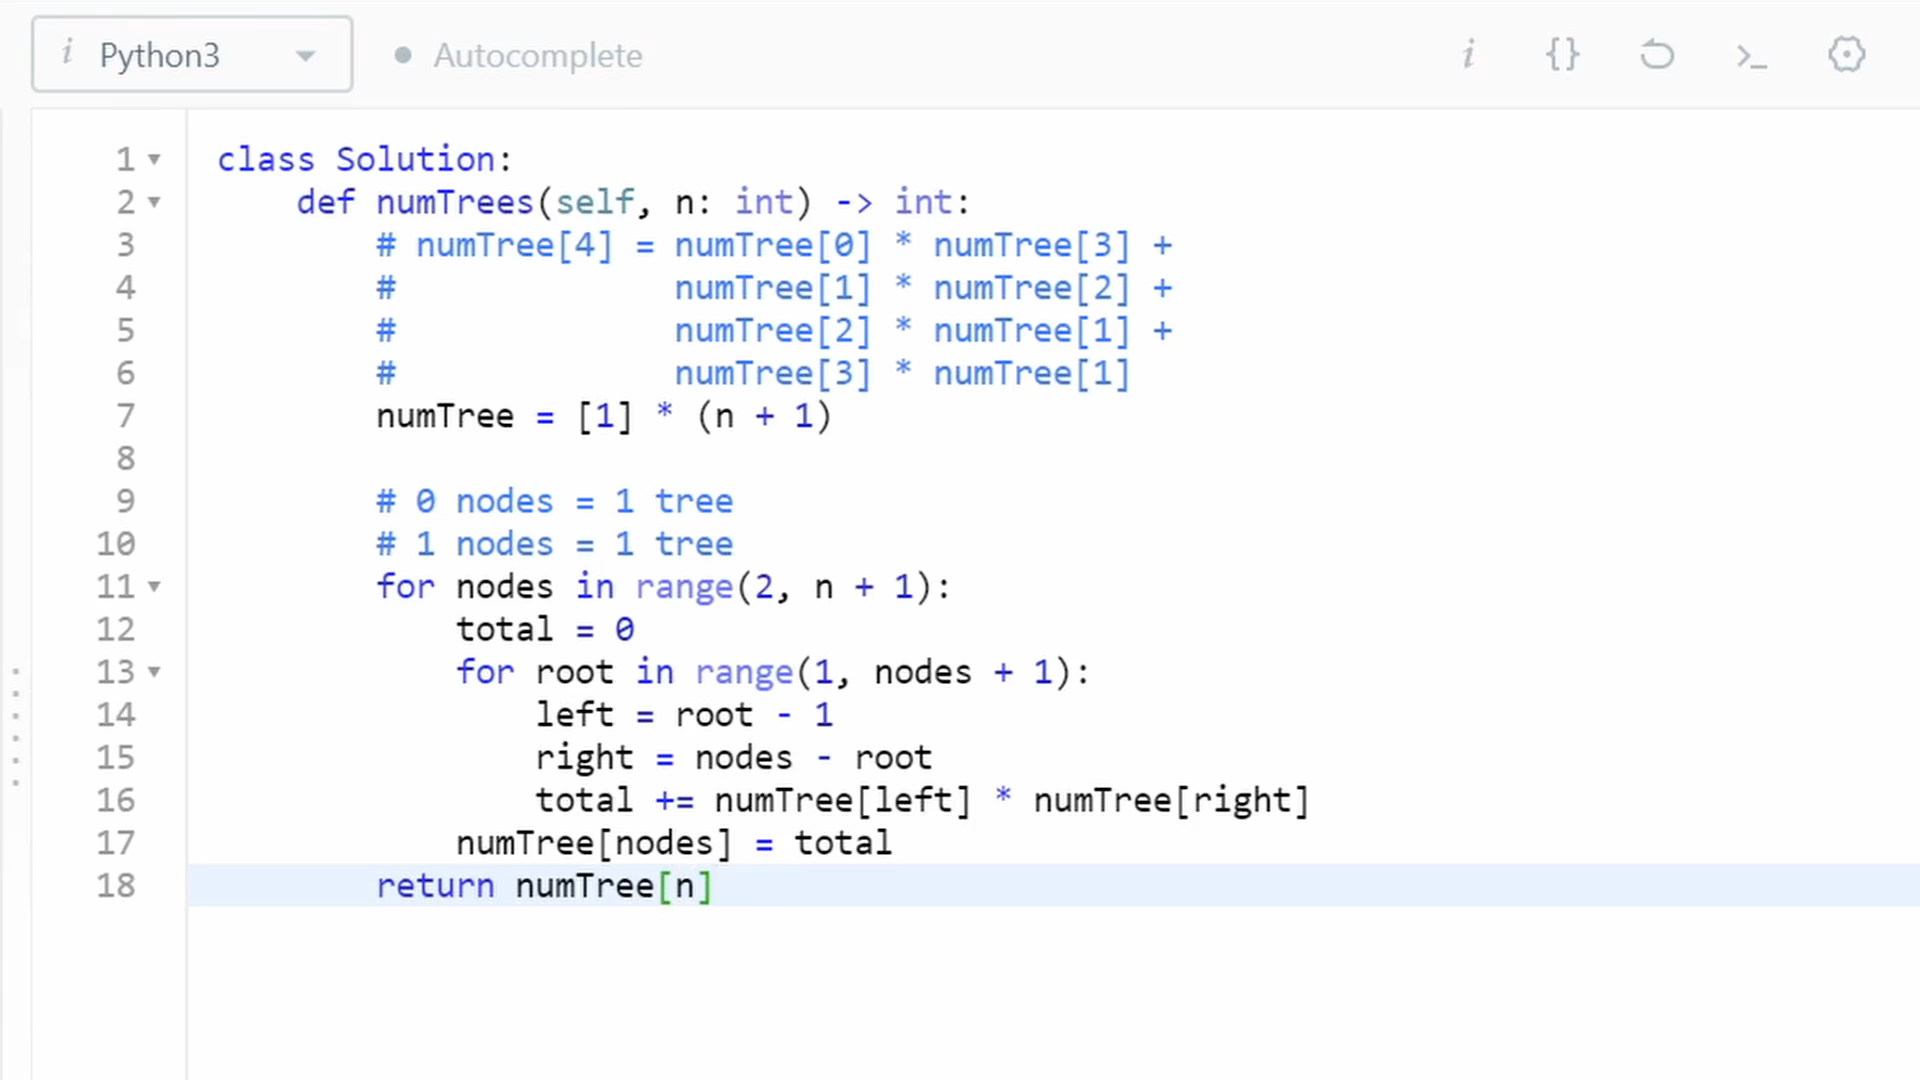 i Python3 Autocomplete i {} >_
1 class Solution:
2 def numTrees(self, n: int) -> int:
3 # numTree[4] = numTree[0] * numTree[3] +
4 # numTree[1] * numTree[2] +
5 # numTree[2] * numTree[1] +
6 # numTree[3] * numTree[1]
7 numTree = [1] * (n + 1)
8
9 # 0 nodes = 1 tree
10 # 1 nodes = 1 tree
11 for nodes in range(2, n + 1):
12 total = 0
13 for root in range(1, nodes + 1):
14 left = root - 1
15 right = nodes - root
16 total += numTree[left] * numTree[right]
17 numTree[nodes] = total
18 return numTree[n]